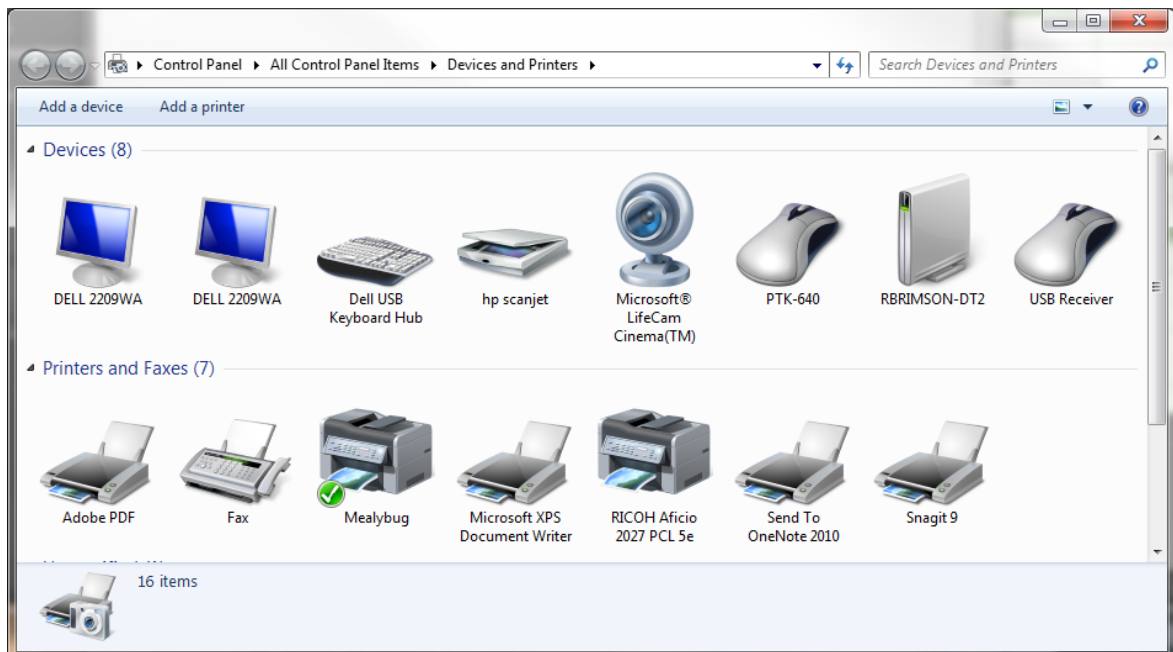 Control Panel ▸ All Control Panel Items ▸ Devices and Printers ▸
Search Devices and Printers
Add a device Add a printer
Devices (8)
DELL 2209WA
DELL 2209WA
Dell USB
Keyboard Hub
hp scanjet
Microsoft®
LifeCam
Cinema(TM)
PTK-640
RBRIMSON-DT2
USB Receiver
Printers and Faxes (7)
Adobe PDF
Fax
Mealybug
Microsoft XPS
Document Writer
RICOH Aficio
2027 PCL 5e
Send To
OneNote 2010
Snagit 9
16 items